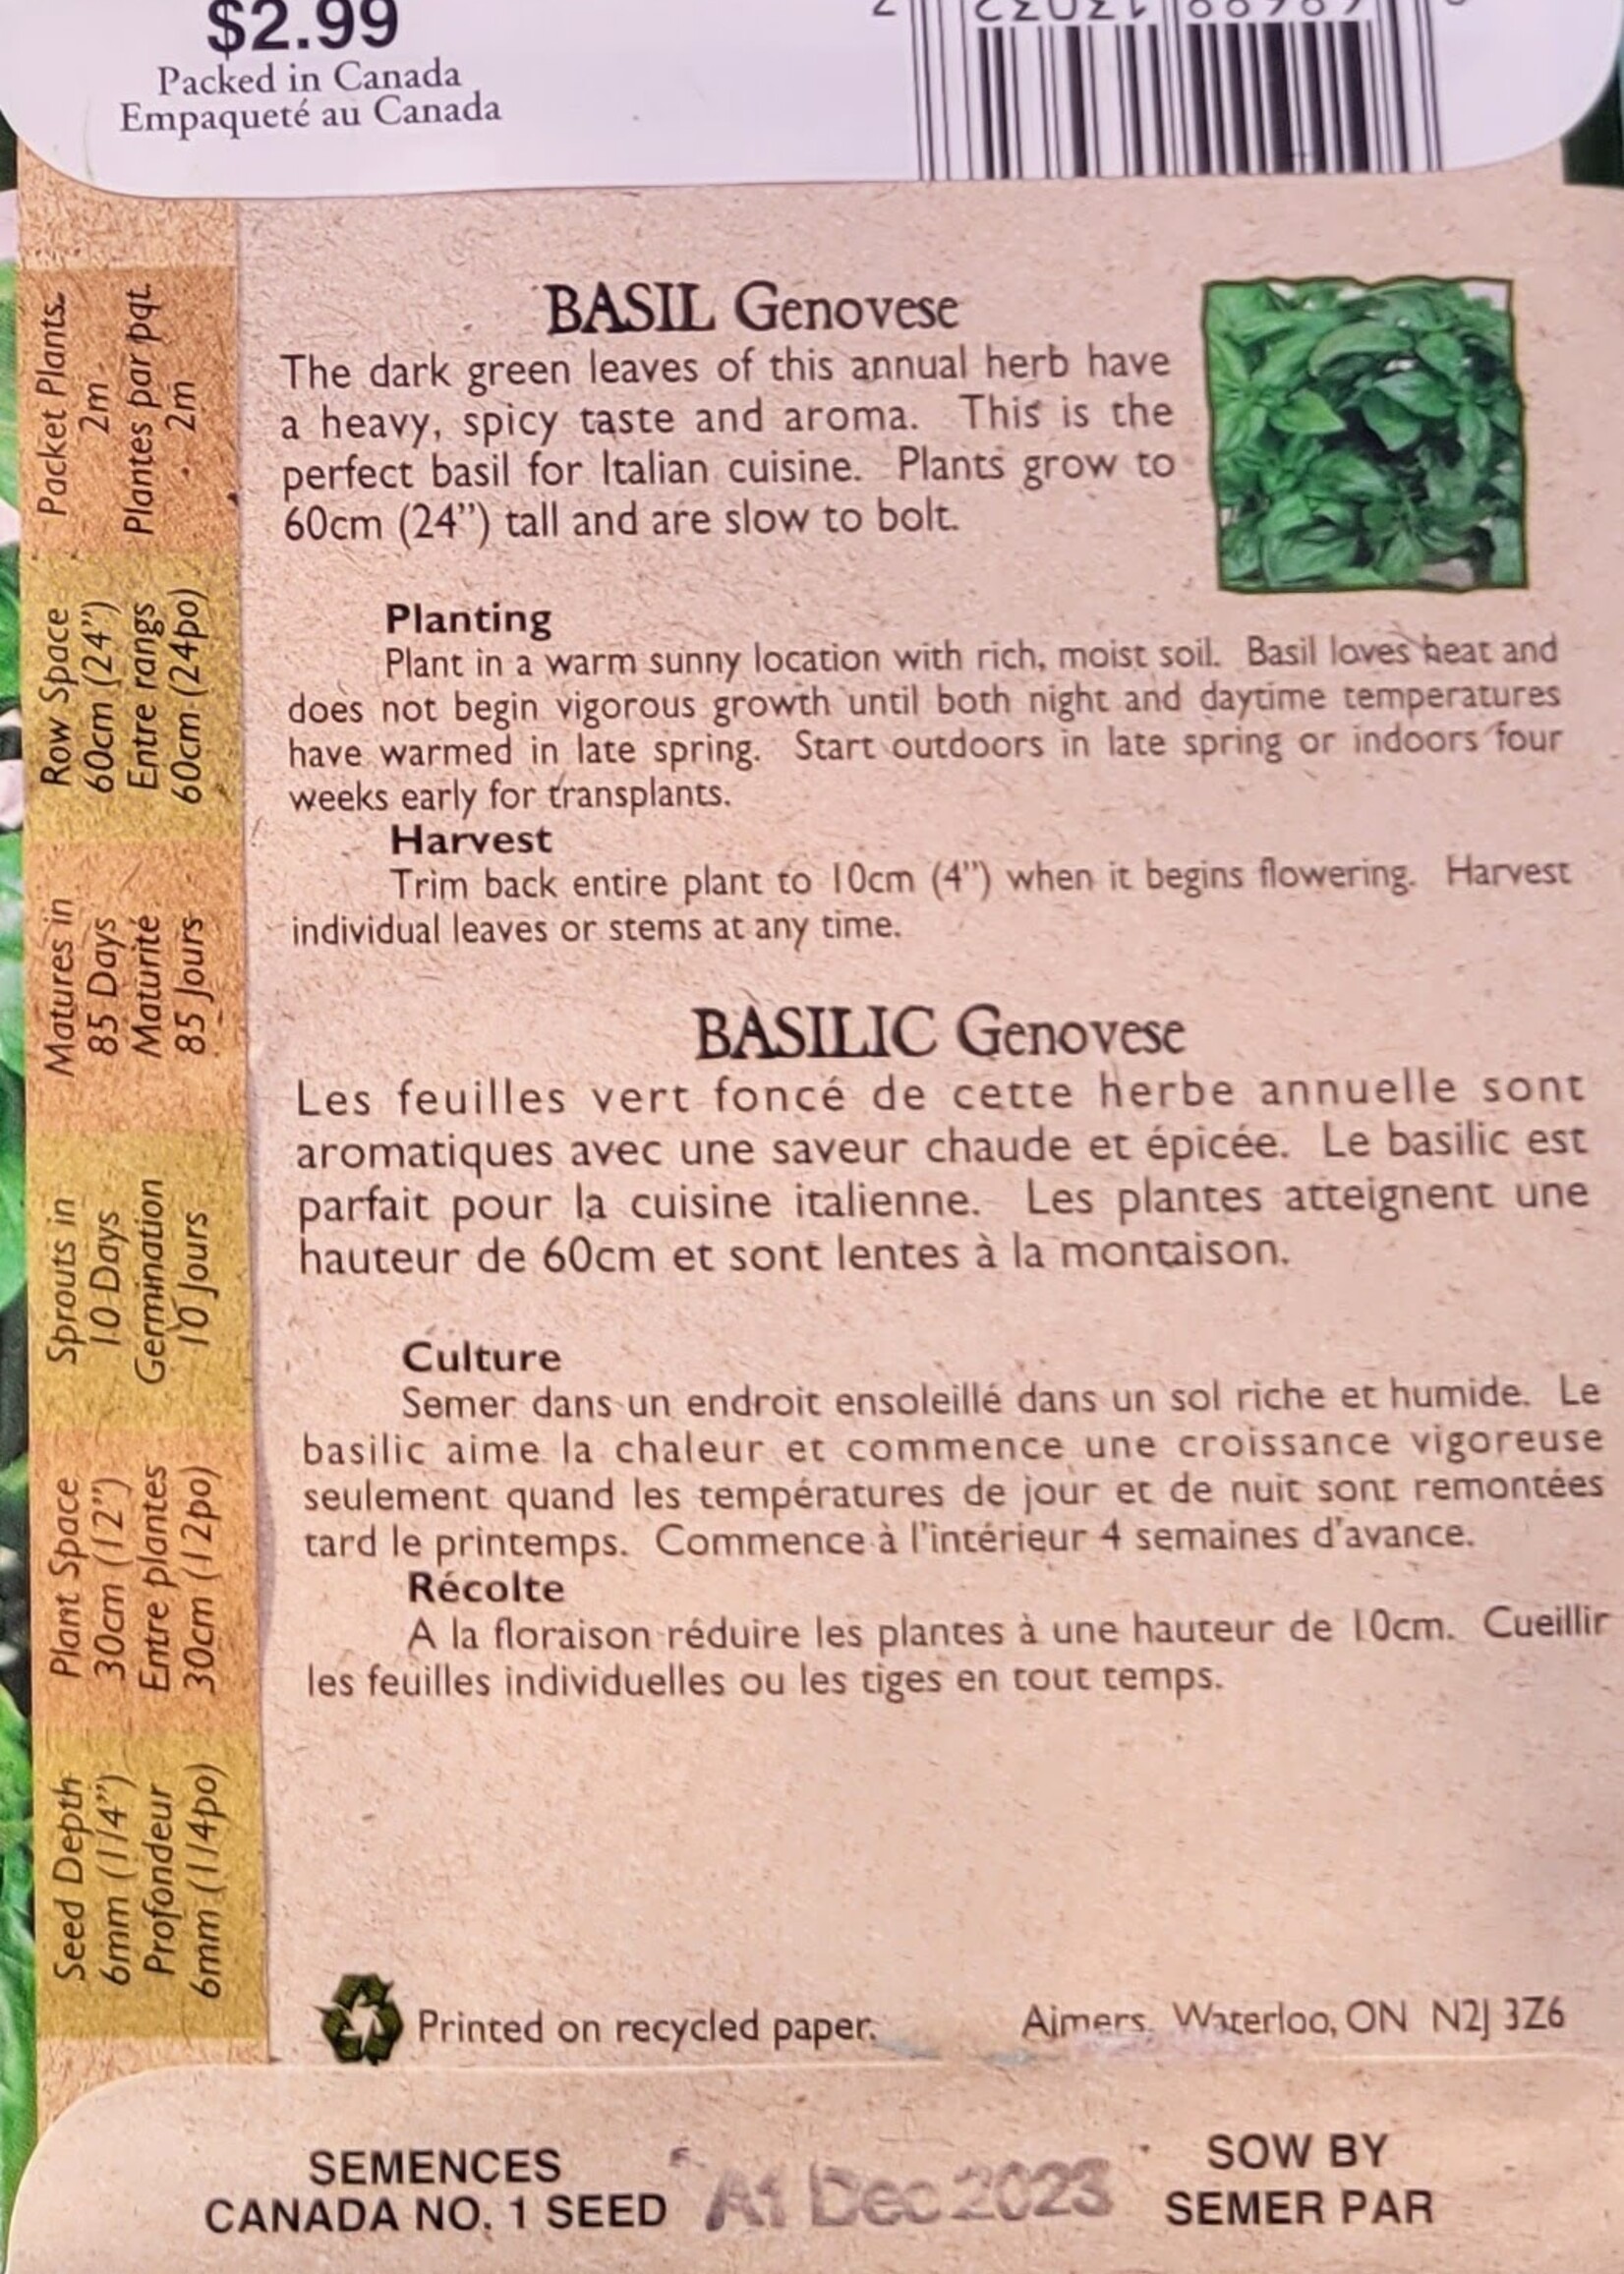 $2.99
Packed in Canada
Empaqueté au Canada
BASIL Genovese
The dark green leaves of this annual herb have
a heavy, spicy taste and aroma. This is the
perfect basil for Italian cuisine. Plants grow to
60cm (24”) tall and are slow to bolt.
Planting
Plant in a warm sunny location with rich, moist soil. Basil loves heat and
does not begin vigorous growth until both night and daytime temperatures
have warmed in late spring. Start outdoors in late spring or indoors four
weeks early for transplants.
Harvest
Trim back entire plant to 10cm (4”) when it begins flowering. Harvest
individual leaves or stems at any time.
BASILIC Genovese
Les feuilles vert foncé de cette herbe annuelle sont
aromatiques avec une saveur chaude et épicée. Le basilic est
parfait pour la cuisine italienne. Les plantes atteignent une
hauteur de 60cm et sont lentes à la montaison.
Culture
Semer dans un endroit ensoleillé dans un sol riche et humide. Le
basilic aime la chaleur et commence une croissance vigoreuse
seulement quand les températures de jour et de nuit sont remontées
tard le printemps. Commence à l'intérieur 4 semaines d'avance.
Récolte
A la floraison réduire les plantes à une hauteur de 10cm. Cueillir
les feuilles individuelles ou les tiges en tout temps.
Seed Depth
6mm (1/4”)
Profondeur
6mm (1/4po)
Plant Space
30cm (12”)
Entre plantes
30cm (12po)
Sprouts in
10 Days
Germination
10 Jours
Matures in
85 Days
Maturité
85 Jours
Row Space
60cm (24”)
Entre rangs
60cm (24po)
Packet Plants
2m
Plantes par pqt.
2m
Printed on recycled paper.
Aimers, Waterloo, ON N2J 3Z6
SEMENCES
CANADA NO. 1 SEED
A1 Dec 2023
SOW BY
SEMER PAR